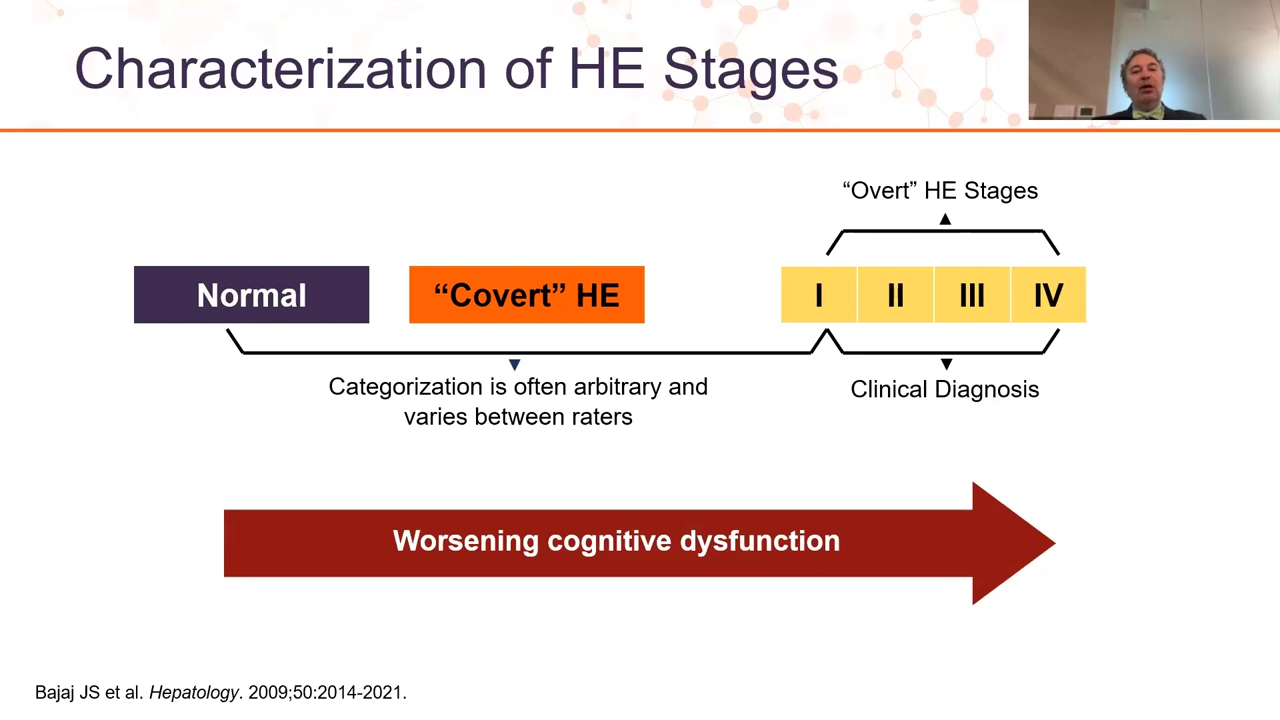 Characterization of HE Stages
“Overt” HE Stages
Normal
“Covert” HE
I
II
III
IV
Categorization is often arbitrary and
varies between raters
Clinical Diagnosis
Worsening cognitive dysfunction
Bajaj JS et al. Hepatology. 2009;50:2014-2021.